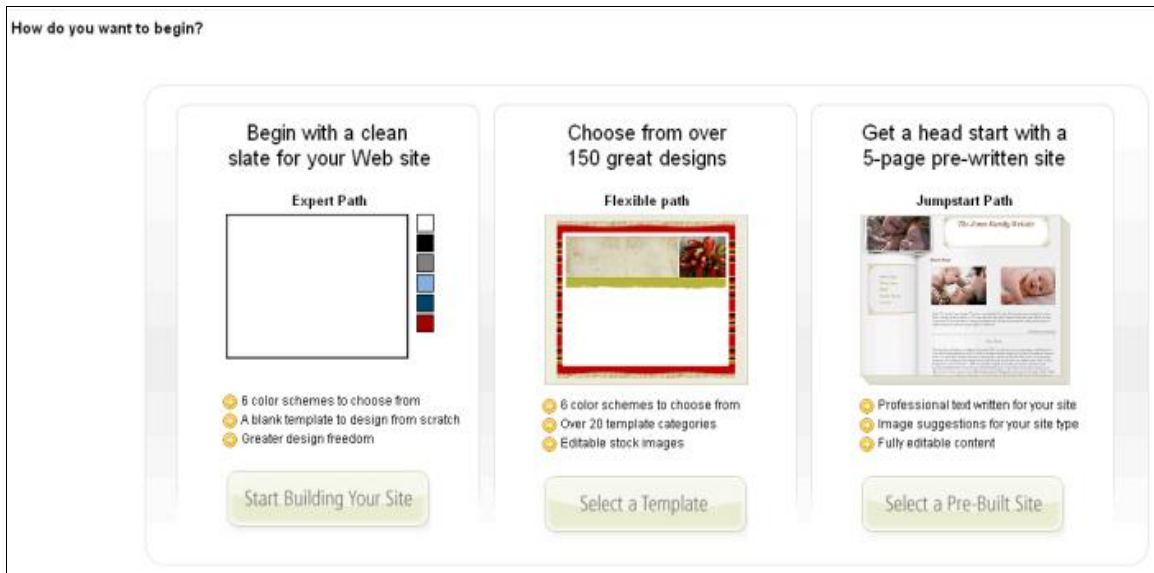 How do you want to begin?
Begin with a clean
slate for your Web site
Expert Path
6 color schemes to choose from
A blank template to design from scratch
Greater design freedom
Start Building Your Site
Choose from over
150 great designs
Flexible path
6 color schemes to choose from
Over 20 template categories
Editable stock images
Select a Template
Get a head start with a
5-page pre-written site
Jumpstart Path
The Jones Family Website
Professional text written for your site
Image suggestions for your site type
Fully editable content
Select a Pre-Built Site